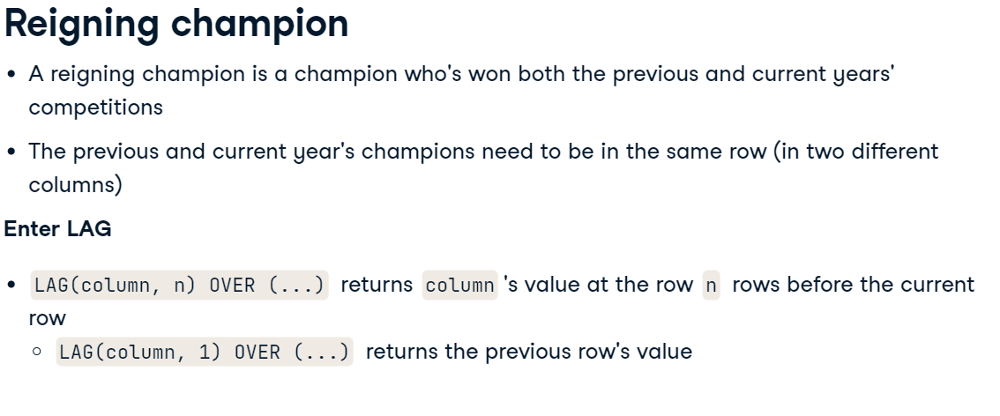 Reigning champion
• A reigning champion is a champion who's won both the previous and current years'
competitions
• The previous and current year's champions need to be in the same row (in two different
columns)
Enter LAG
• LAG(column, n) OVER (...) returns column 's value at the row n rows before the current
row
○ LAG(column, 1) OVER (...) returns the previous row's value